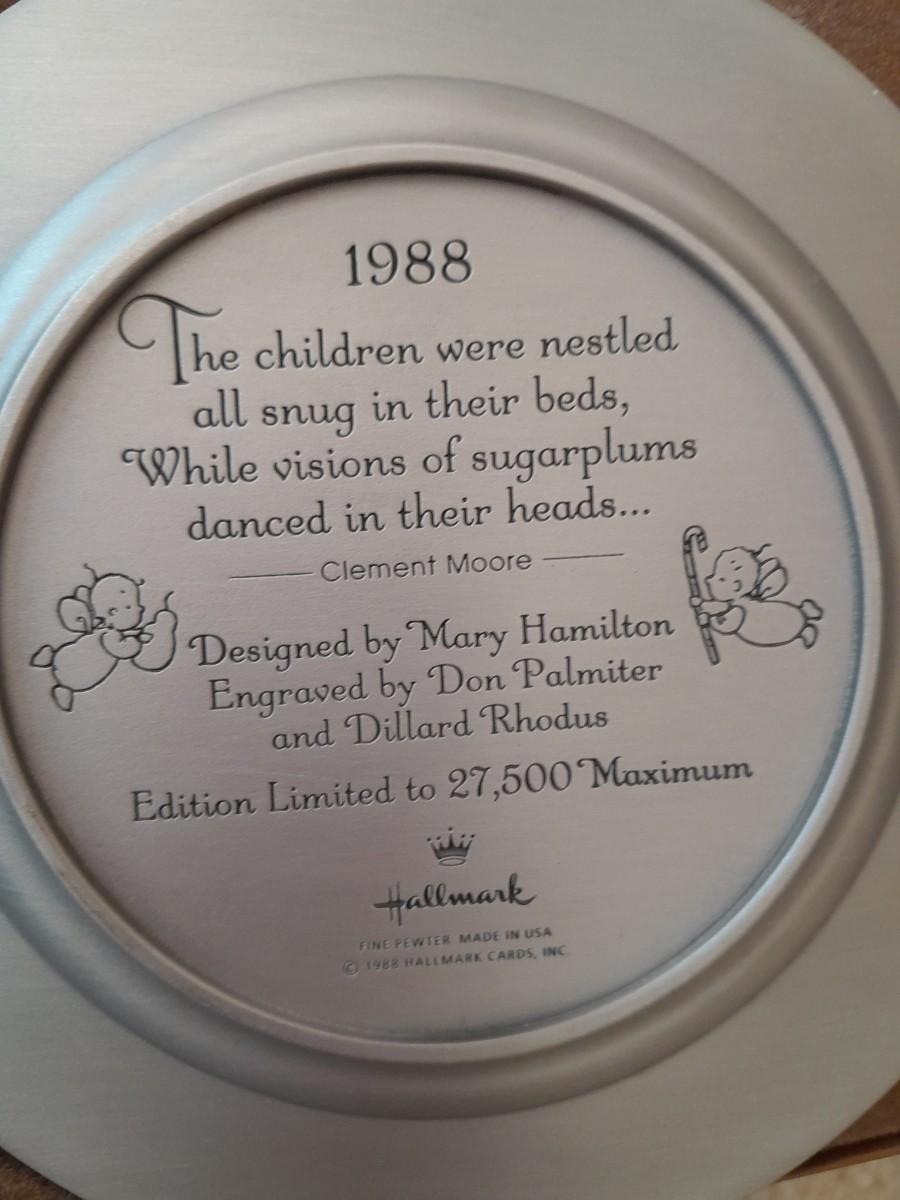 1988
The children were nestled
all snug in their beds,
While visions of sugarplums
danced in their heads...
Clement Moore
Designed by Mary Hamilton
Engraved by Don Palmiter
and Dillard Rhodus
Edition Limited to 27,500 Maximum
Hallmark
FINE PEWTER MADE IN USA
© 1988 HALLMARK CARDS, INC.